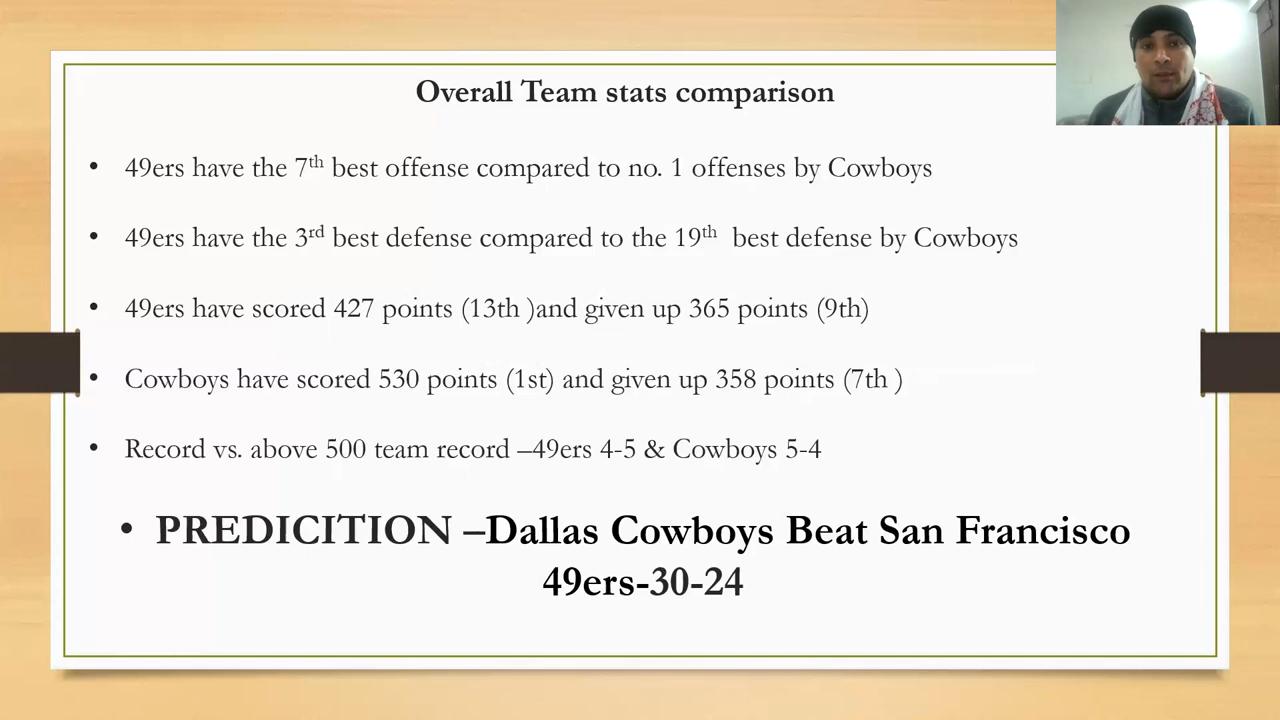 Overall Team stats comparison
• 49ers have the 7th best offense compared to no. 1 offenses by Cowboys
• 49ers have the 3rd best defense compared to the 19th best defense by Cowboys
• 49ers have scored 427 points (13th )and given up 365 points (9th)
• Cowboys have scored 530 points (1st) and given up 358 points (7th )
• Record vs. above 500 team record –49ers 4-5 & Cowboys 5-4
• PREDICITION –Dallas Cowboys Beat San Francisco
49ers-30-24